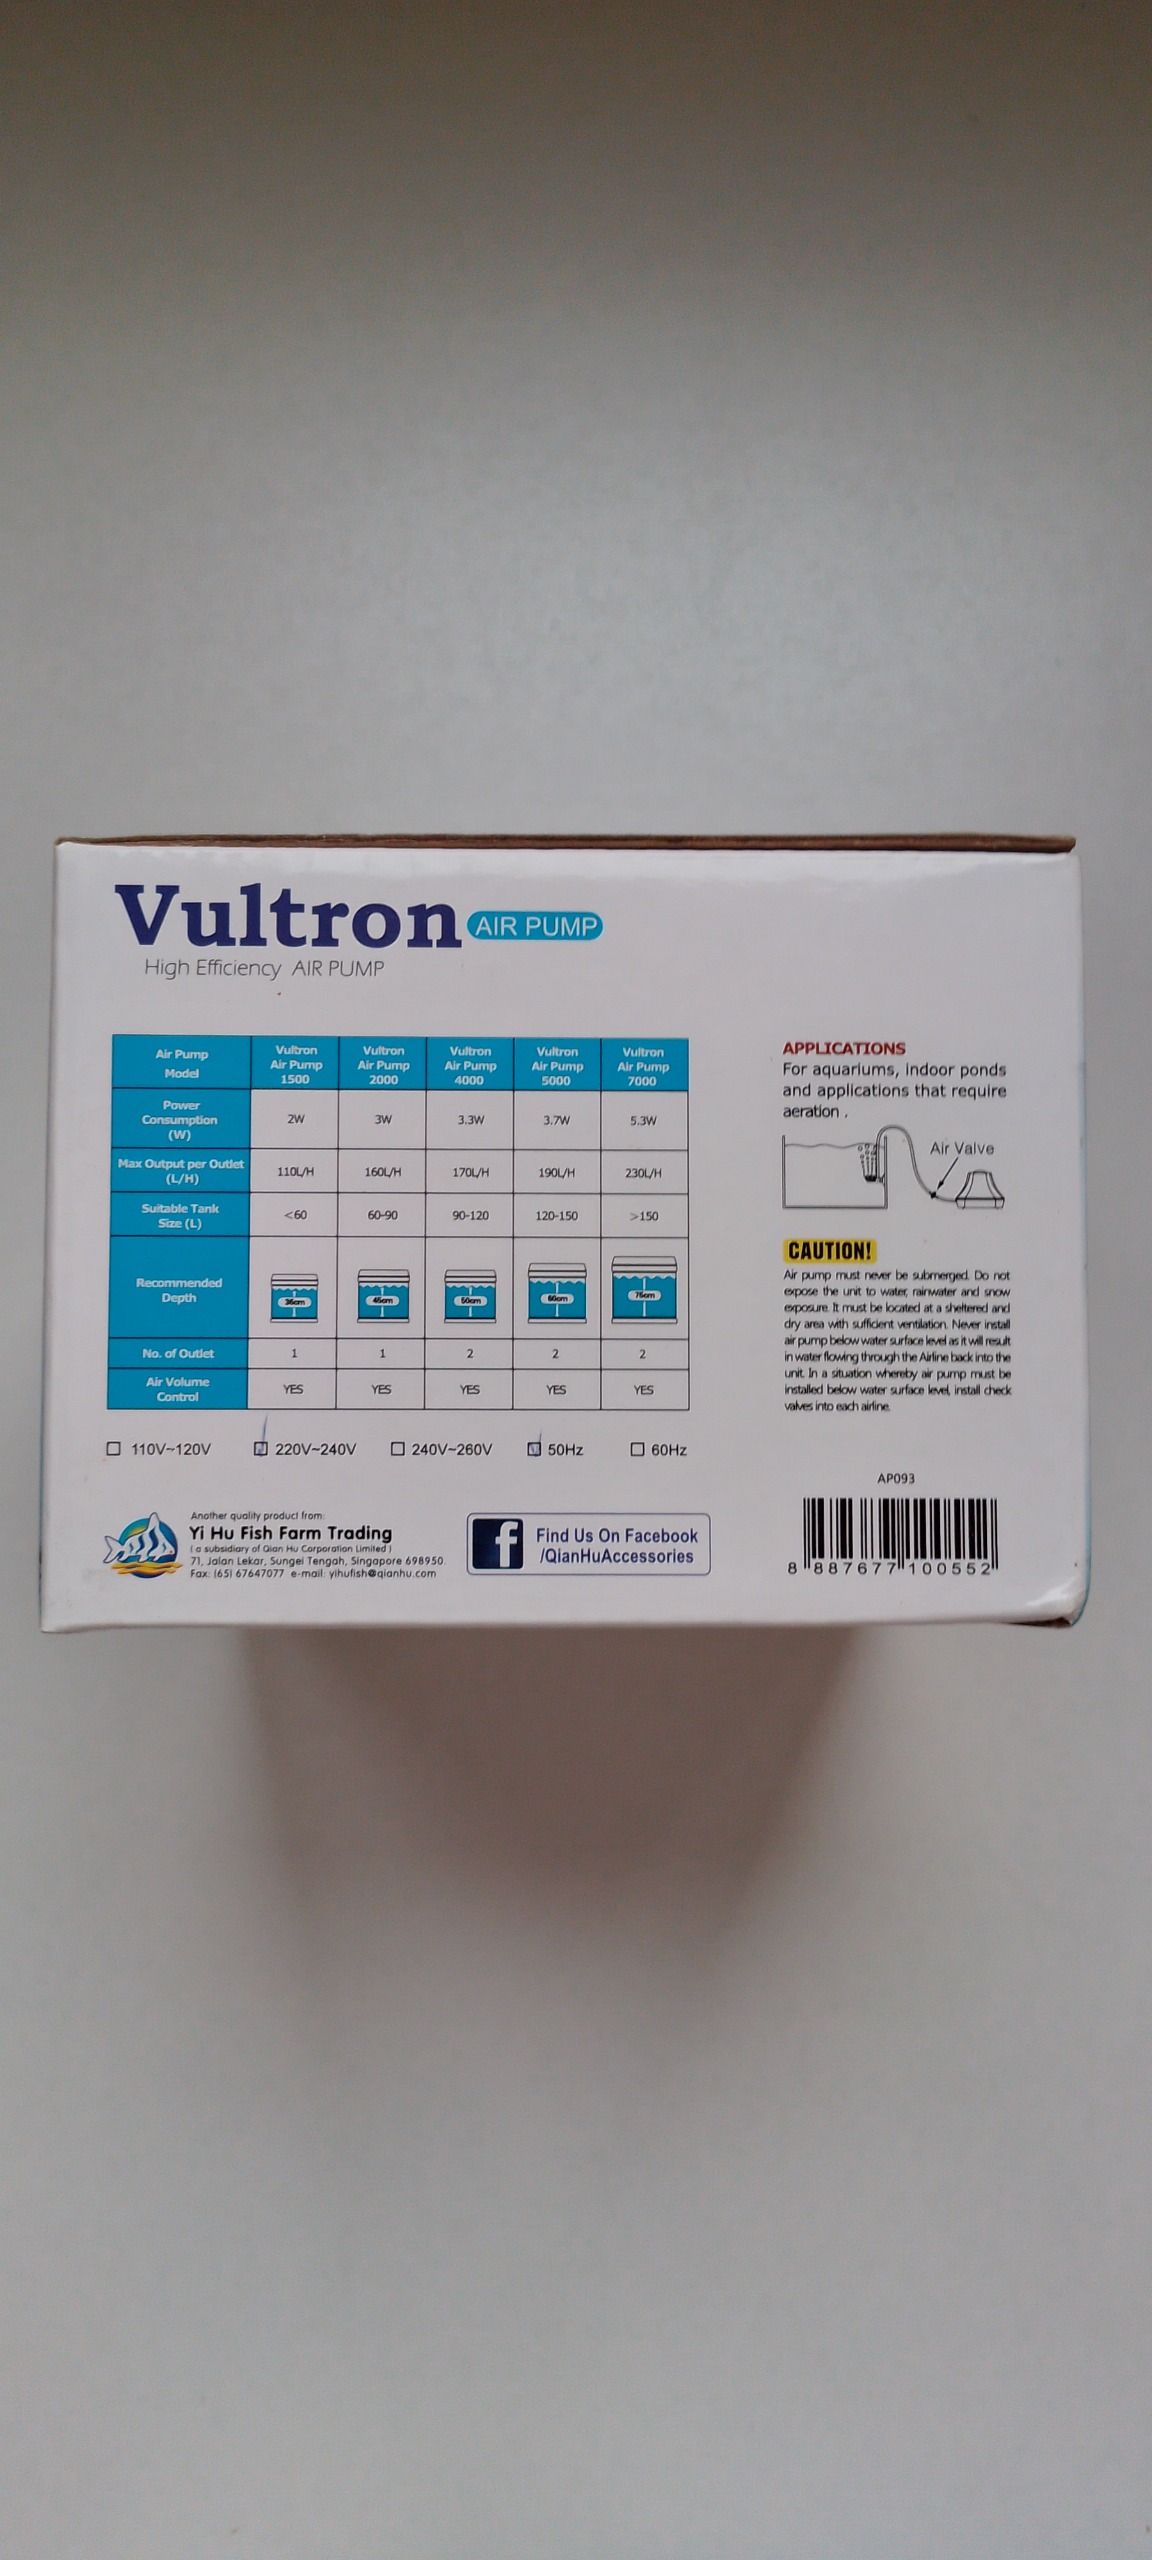 Vultron AIR PUMP
High Efficiency AIR PUMP
Air Pump Model
Vultron Air Pump 1500
Vultron Air Pump 2000
Vultron Air Pump 4000
Vultron Air Pump 5000
Vultron Air Pump 7000
Power Consumption (W)
2W 3W 3.3W 3.7W 5.3W
Max Output per Outlet (L/H)
110L/H 160L/H 170L/H 190L/H 230L/H
Suitable Tank Size (L)
<60 60-90 90-120 120-150 >150
Recommended Depth
36cm 45cm 50cm 60cm 75cm
No. of Outlet 1 1 2 2 2
Air Volume Control
YES YES YES YES YES
110V~120V 220V~240V 240V~260V 50Hz 60Hz
Another quality product from:
Yi Hu Fish Farm Trading
( a subsidiary of Qian Hu Corporation Limited )
71, Jalan Lekar, Sungei Tengah, Singapore 698950.
Fax: (65) 67647077 e-mail: yihufish@qianhu.com
f
Find Us On Facebook
/QianHuAccessories
APPLICATIONS
For aquariums, indoor ponds
and applications that require
aeration .
Air Valve
CAUTION!
Air pump must never be submerged. Do not
expose the unit to water, rainwater and snow
exposure. It must be located at a sheltered and
dry area with sufficient ventilation. Never install
air pump below water surface level as it will result
in water flowing through the Airline back into the
unit. In a situation whereby air pump must be
installed below water surface level, install check
valves into each airline.
AP093
8 887677 100552